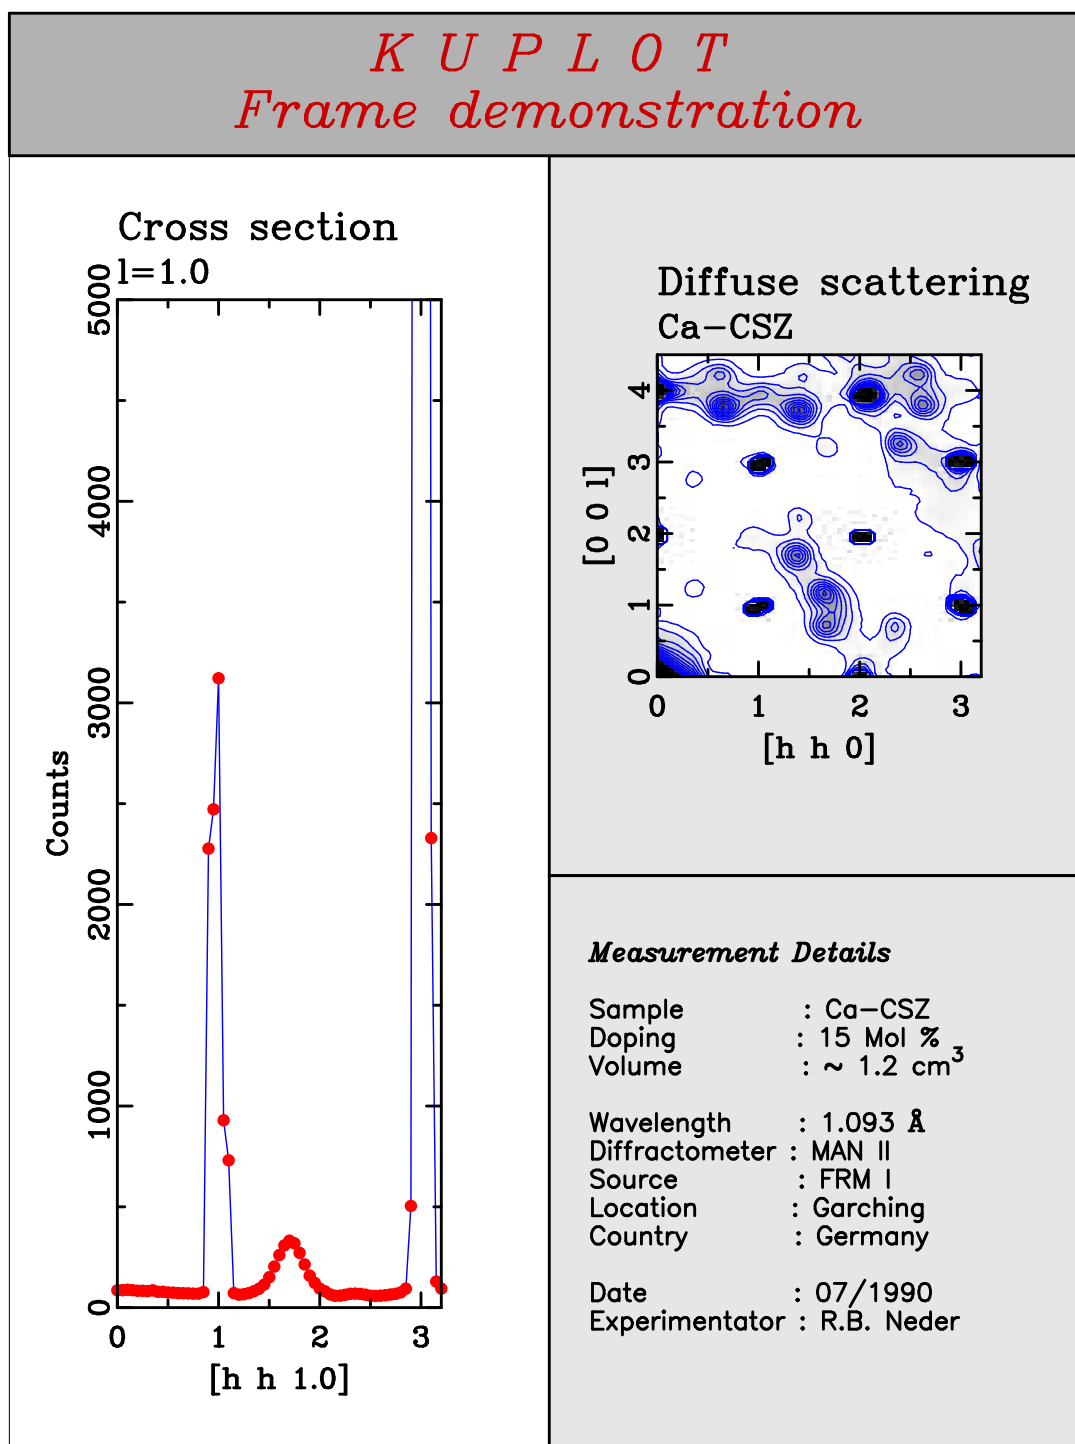 K U P L O T
Frame demonstration
Cross section
l=1.0
5000
4000
3000
2000
1000
0
Counts
0 1 2 3
[h h 1.0]
Diffuse scattering
Ca-CSZ
4
3
2
1
0
[0 0 l]
0 1 2 3
[h h 0]
Measurement Details
Sample : Ca-CSZ
Doping : 15 Mol %
Volume : ~ 1.2 cm³
Wavelength : 1.093 Å
Diffractometer : MAN II
Source : FRM I
Location : Garching
Country : Germany
Date : 07/1990
Experimentator : R.B. Neder